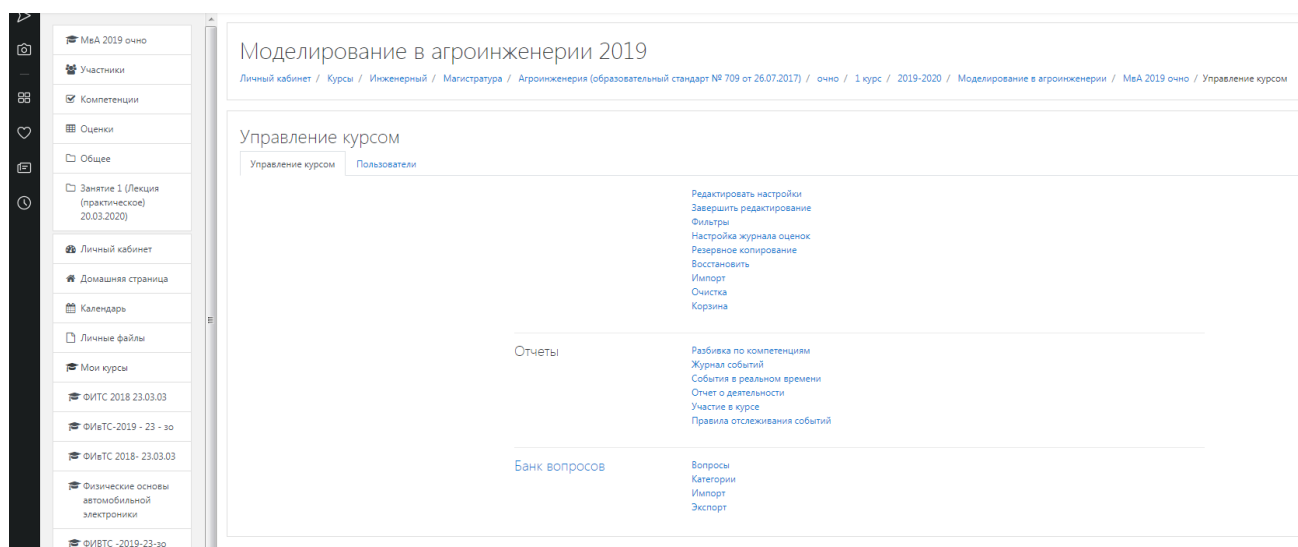 МвА 2019 очно
Участники
Компетенции
Оценки
Общее
Занятие 1 (Лекция
(практическое)
20.03.2020)
Личный кабинет
Домашняя страница
Календарь
Личные файлы
Мои курсы
ФИТС 2018 23.03.03
ФИвТС-2019 - 23 - зо
ФИвТС 2018- 23.03.03
Физические основы
автомобильной
электроники
ФИВТС -2019-23-зо
Моделирование в агроинженерии 2019
Личный кабинет / Курсы / Инженерный / Магистратура / Агроинженерия (образовательный стандарт № 709 от 26.07.2017) / очно / 1 курс / 2019-2020 / Моделирование в агроинженерии / МвА 2019 очно / Управление курсом
Управление курсом
Управление курсом Пользователи
Редактировать настройки
Завершить редактирование
Фильтры
Настройка журнала оценок
Резервное копирование
Восстановить
Импорт
Очистка
Корзина
Отчеты
Разбивка по компетенциям
Журнал событий
События в реальном времени
Отчет о деятельности
Участие в курсе
Правила отслеживания событий
Банк вопросов
Вопросы
Категории
Импорт
Экспорт